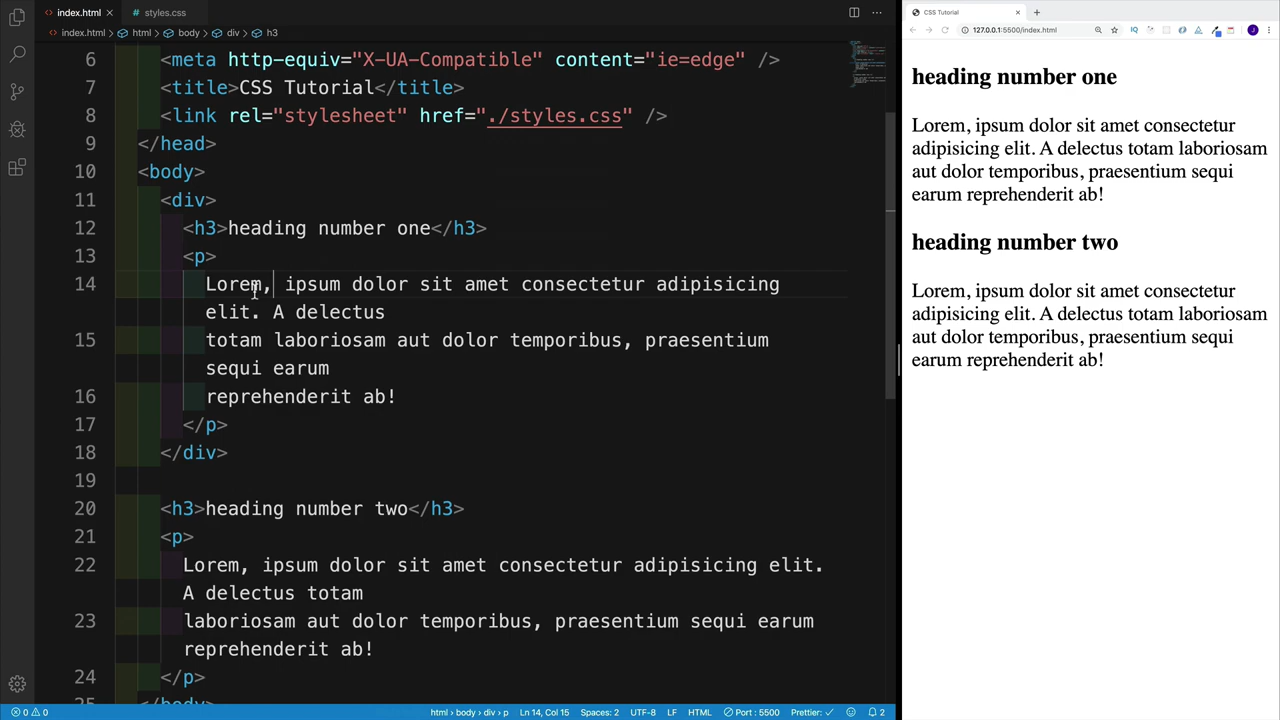 index.html
styles.css
index.html > html > body > div > h3
6 <meta http-equiv="X-UA-Compatible" content="ie=edge" />
7 <title>CSS Tutorial</title>
8 <link rel="stylesheet" href="./styles.css" />
9 </head>
10 <body>
11 <div>
12 <h3>heading number one</h3>
13 <p>
14 Lorem, ipsum dolor sit amet consectetur adipisicing
elit. A delectus
15 totam laboriosam aut dolor temporibus, praesentium
sequi earum
16 reprehenderit ab!
17 </p>
18 </div>
19
20 <h3>heading number two</h3>
21 <p>
22 Lorem, ipsum dolor sit amet consectetur adipisicing elit.
A delectus totam
23 laboriosam aut dolor temporibus, praesentium sequi earum
reprehenderit ab!
24 </p>
25 </body>
0 0
html > body > div > p
Ln 14, Col 15
Spaces: 2
UTF-8
LF
HTML
Port : 5500
Prettier: ✓
2
CSS Tutorial
127.0.0.1:5500/index.html
heading number one
Lorem, ipsum dolor sit amet consectetur
adipisicing elit. A delectus totam laboriosam
aut dolor temporibus, praesentium sequi
earum reprehenderit ab!
heading number two
Lorem, ipsum dolor sit amet consectetur
adipisicing elit. A delectus totam laboriosam
aut dolor temporibus, praesentium sequi
earum reprehenderit ab!